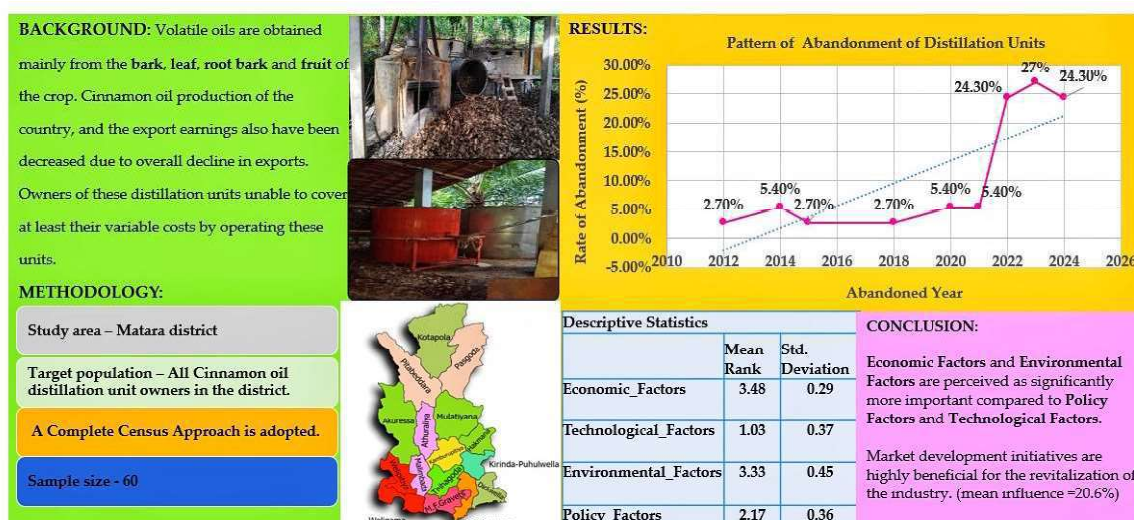 BACKGROUND: Volatile oils are obtained
mainly from the bark, leaf, root bark and fruit of
the crop. Cinnamon oil production of the
country, and the export earnings also have been
decreased due to overall decline in exports.
Owners of these distillation units unable to cover
at least their variable costs by operating these
units.
METHODOLOGY:
Study area – Matara district
Target population – All Cinnamon oil
distillation unit owners in the district.
A Complete Census Approach is adopted.
Sample size - 60
Kotapola
Pitabeddara
Pasgoda
Akuressa
Athuraliya
Mulatiyana
Hakmana
Kamburupitiya
Kirinda-Puhulwella
Malimbada
Thihagoda
Dickwella
RESULTS:
Pattern of Abandonment of Distillation Units
Rate of Abandonment (%)
30.00%
25.00%
20.00%
15.00%
10.00%
5.00%
0.00%
-5.00%
2.70%
5.40%
2.70%
2.70%
5.40%
5.40%
24.30%
27%
24.30%
2010
2012
2014
2016
2018
2020
2022
2024
2026
Abandoned Year
Descriptive Statistics
Mean Rank Std. Deviation
Economic_Factors 3.48 0.29
Technological_Factors 1.03 0.37
Environmental_Factors 3.33 0.45
Policy_Factors 2.17 0.36
CONCLUSION:
Economic Factors and Environmental
Factors are perceived as significantly
more important compared to Policy
Factors and Technological Factors.
Market development initiatives are
highly beneficial for the revitalization of
the industry. (mean influence =20.6%)